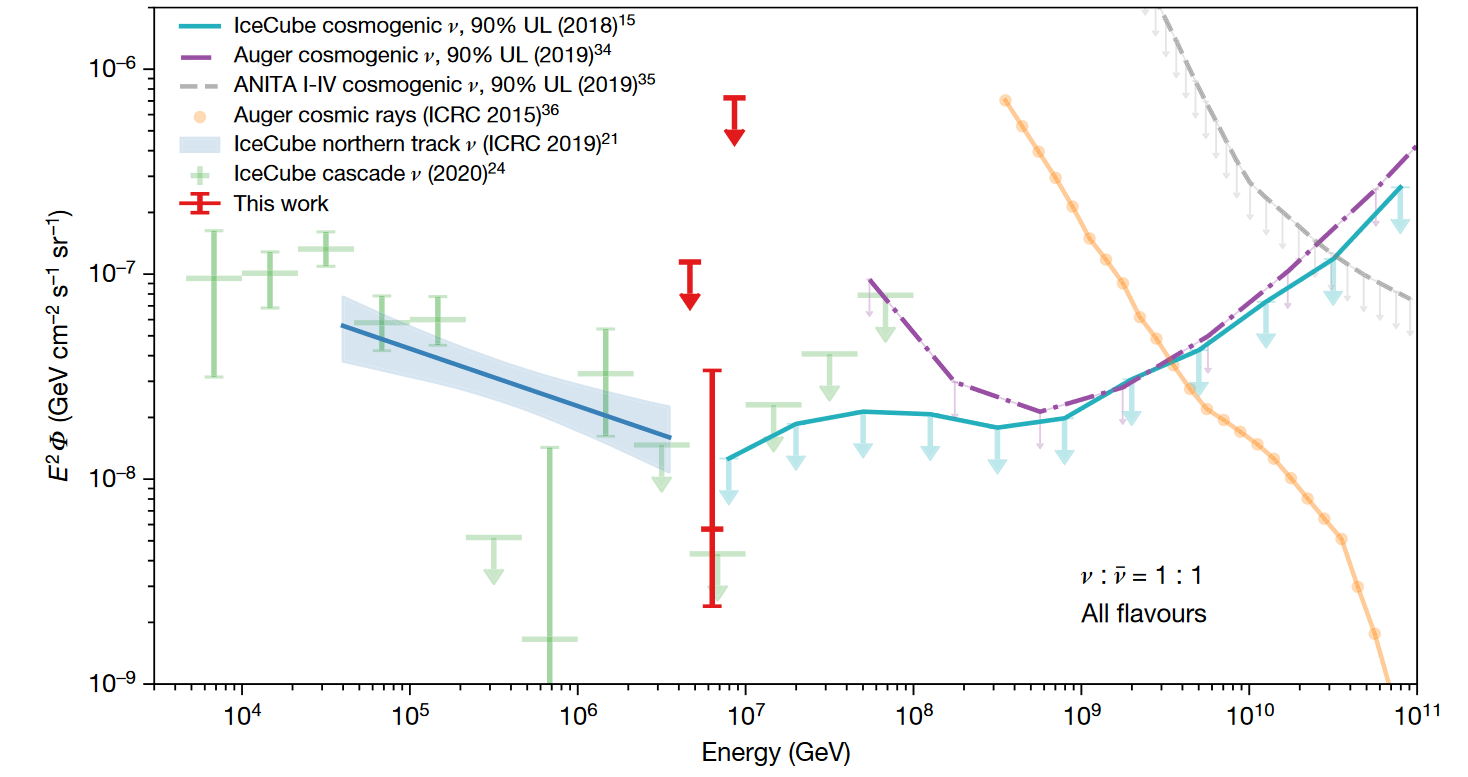 IceCube cosmogenic ν, 90% UL (2018)¹⁵
Auger cosmogenic ν, 90% UL (2019)³⁴
ANITA I-IV cosmogenic ν, 90% UL (2019)³⁵
Auger cosmic rays (ICRC 2015)³⁶
IceCube northern track ν (ICRC 2019)²¹
IceCube cascade ν (2020)²⁴
This work
10⁻⁶
10⁻⁷
10⁻⁸
10⁻⁹
E² Φ (GeV cm⁻² s⁻¹ sr⁻¹)
ν : ν̄ = 1 : 1
All flavours
10⁴ 10⁵ 10⁶ 10⁷ 10⁸ 10⁹ 10¹⁰ 10¹¹
Energy (GeV)